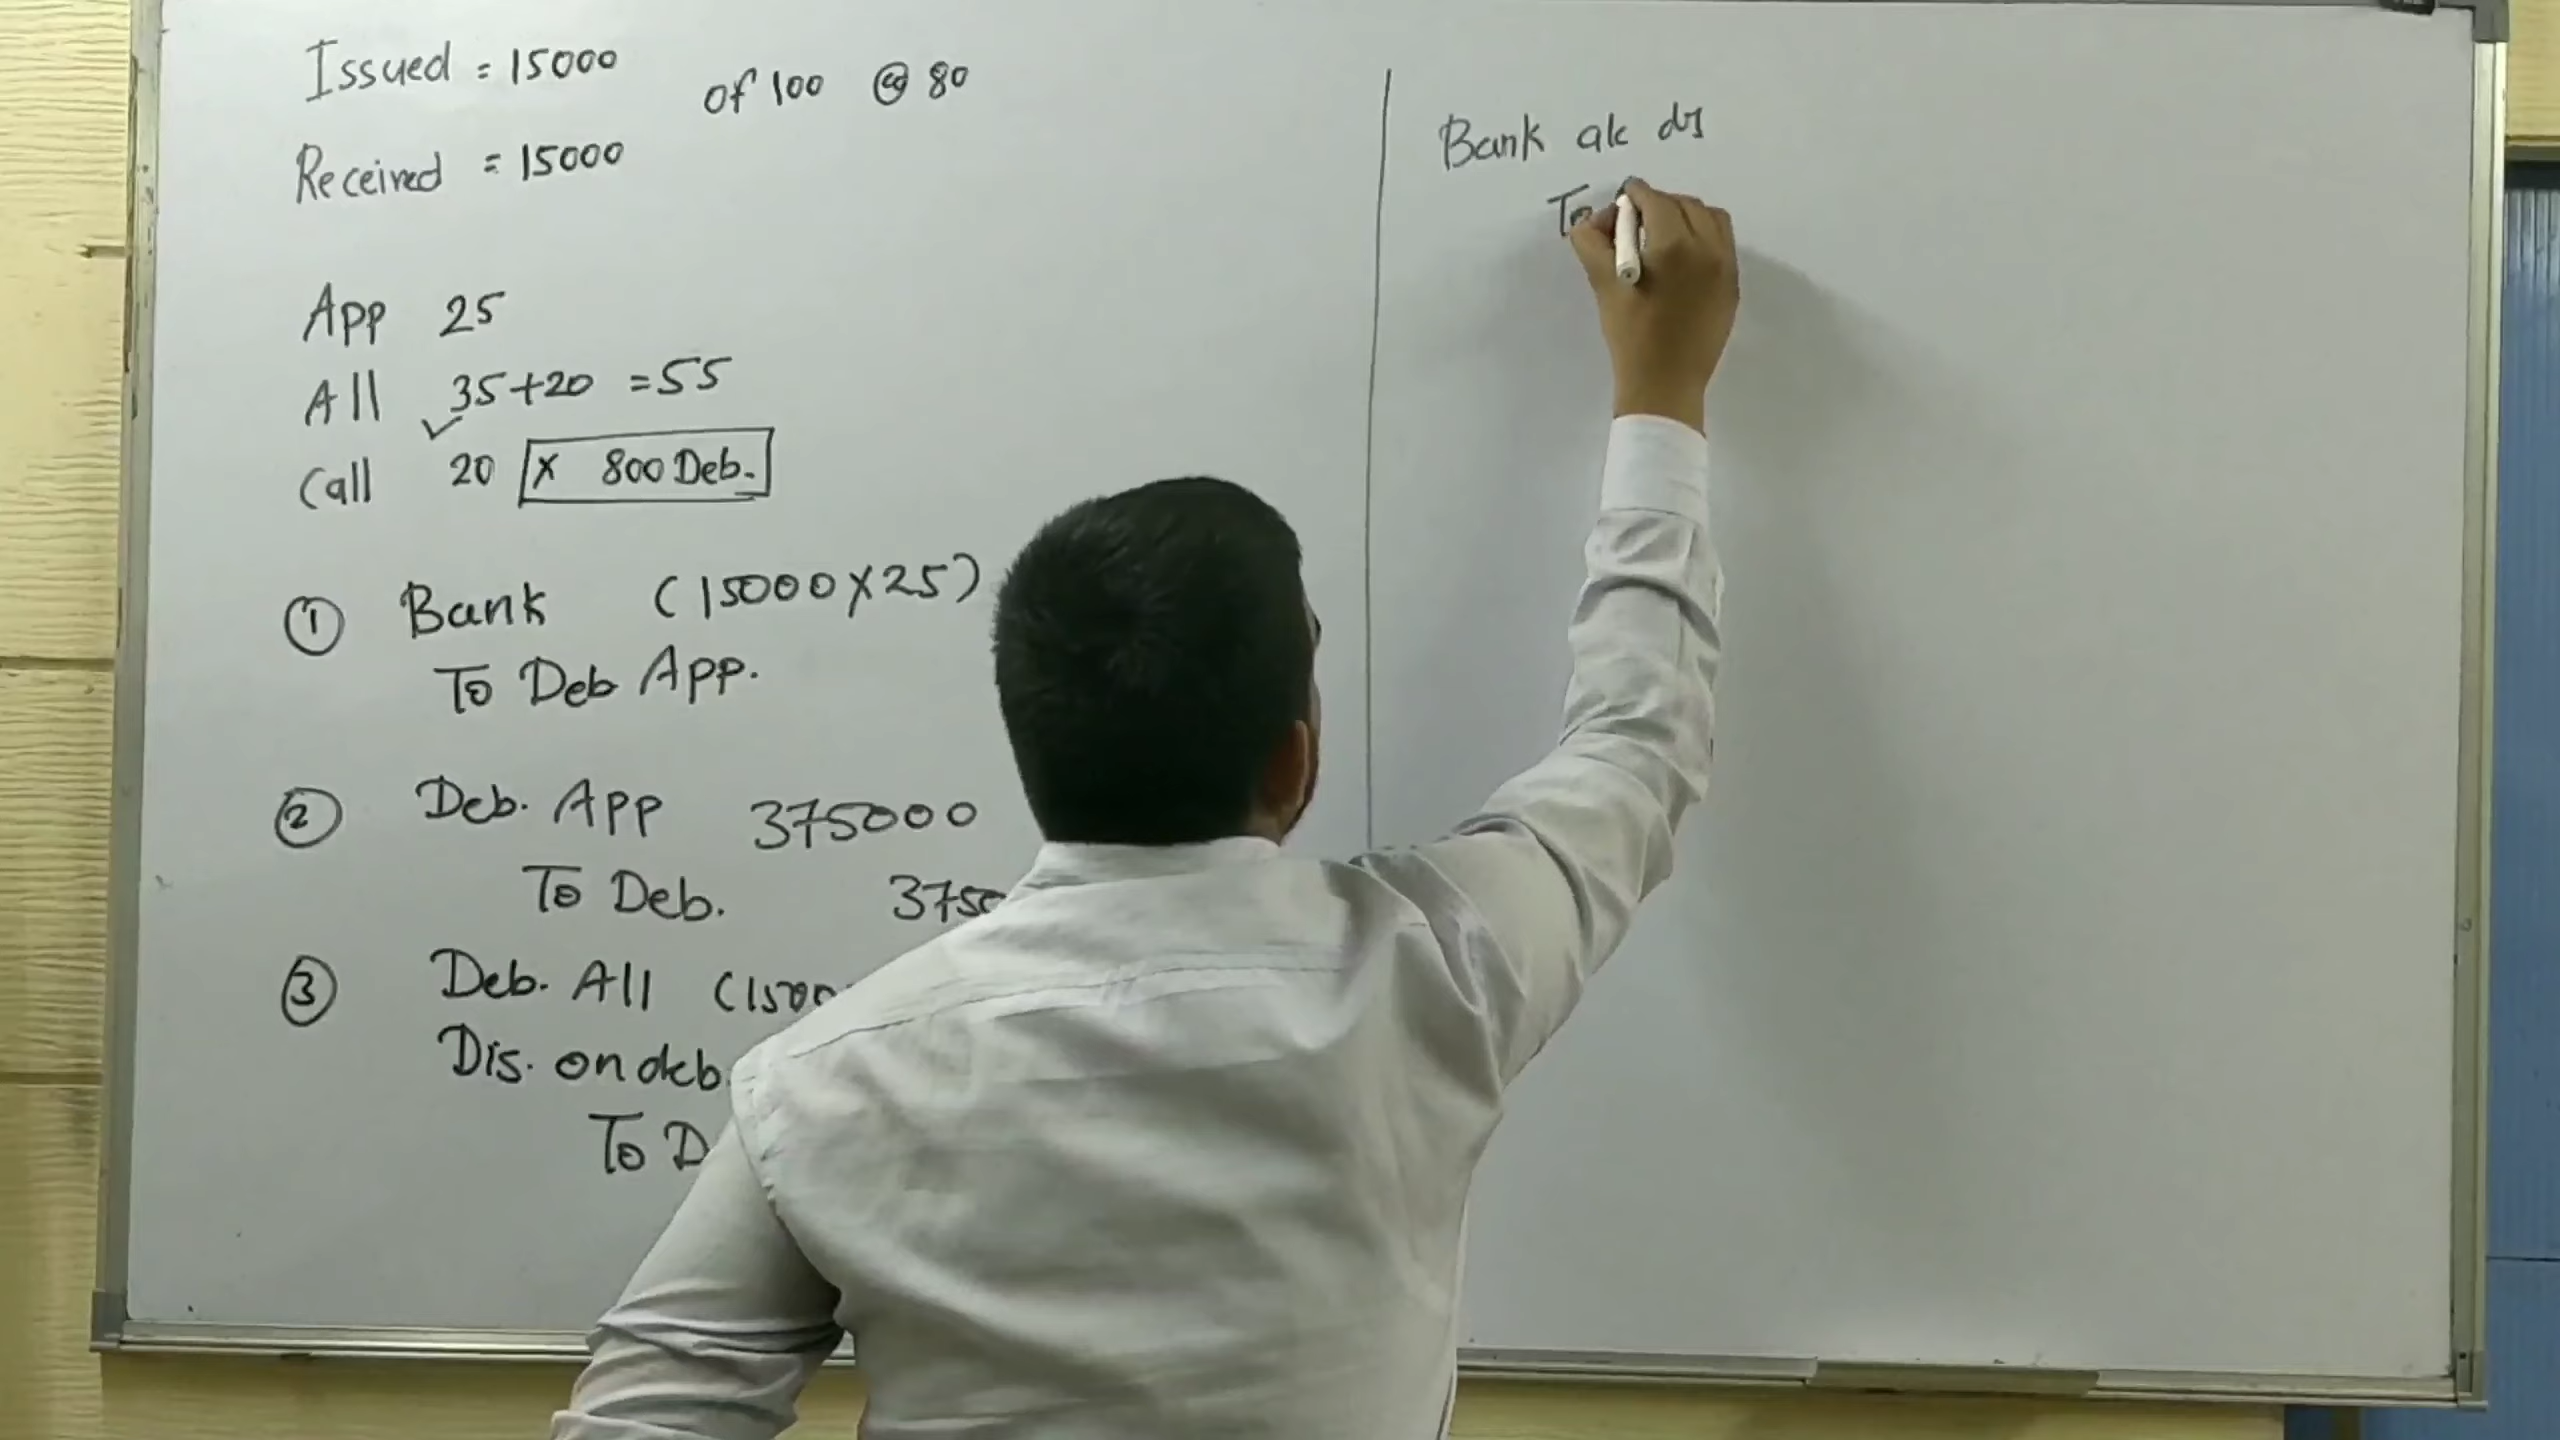 Issued = 15000 of 100 @ 80
Received = 15000
App 25
All 35+20 = 55
Call 20 x 800 Deb.
① Bank (15000x25)
To Deb App.
② Deb. App 375000
To Deb. 3750
③ Deb. All (1500
Dis. on deb.
To D
Bank a/c dr
To